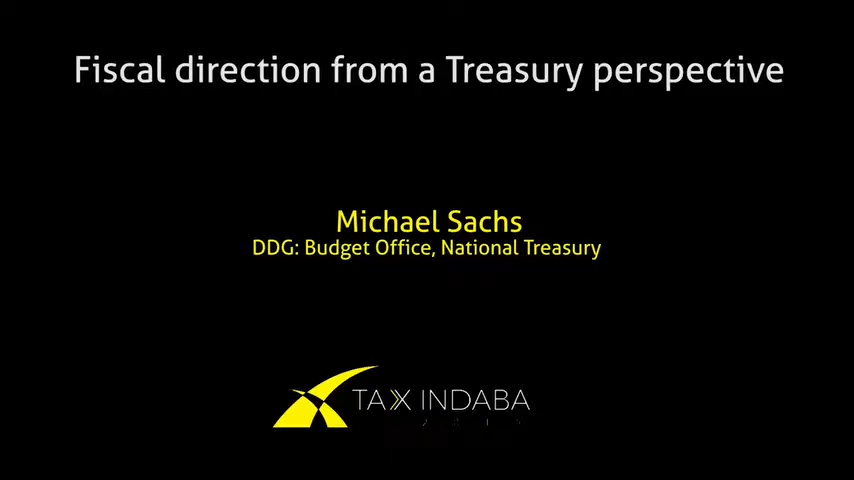 Fiscal direction from a Treasury perspective
Michael Sachs
DDG: Budget Office, National Treasury
TAX INDABA